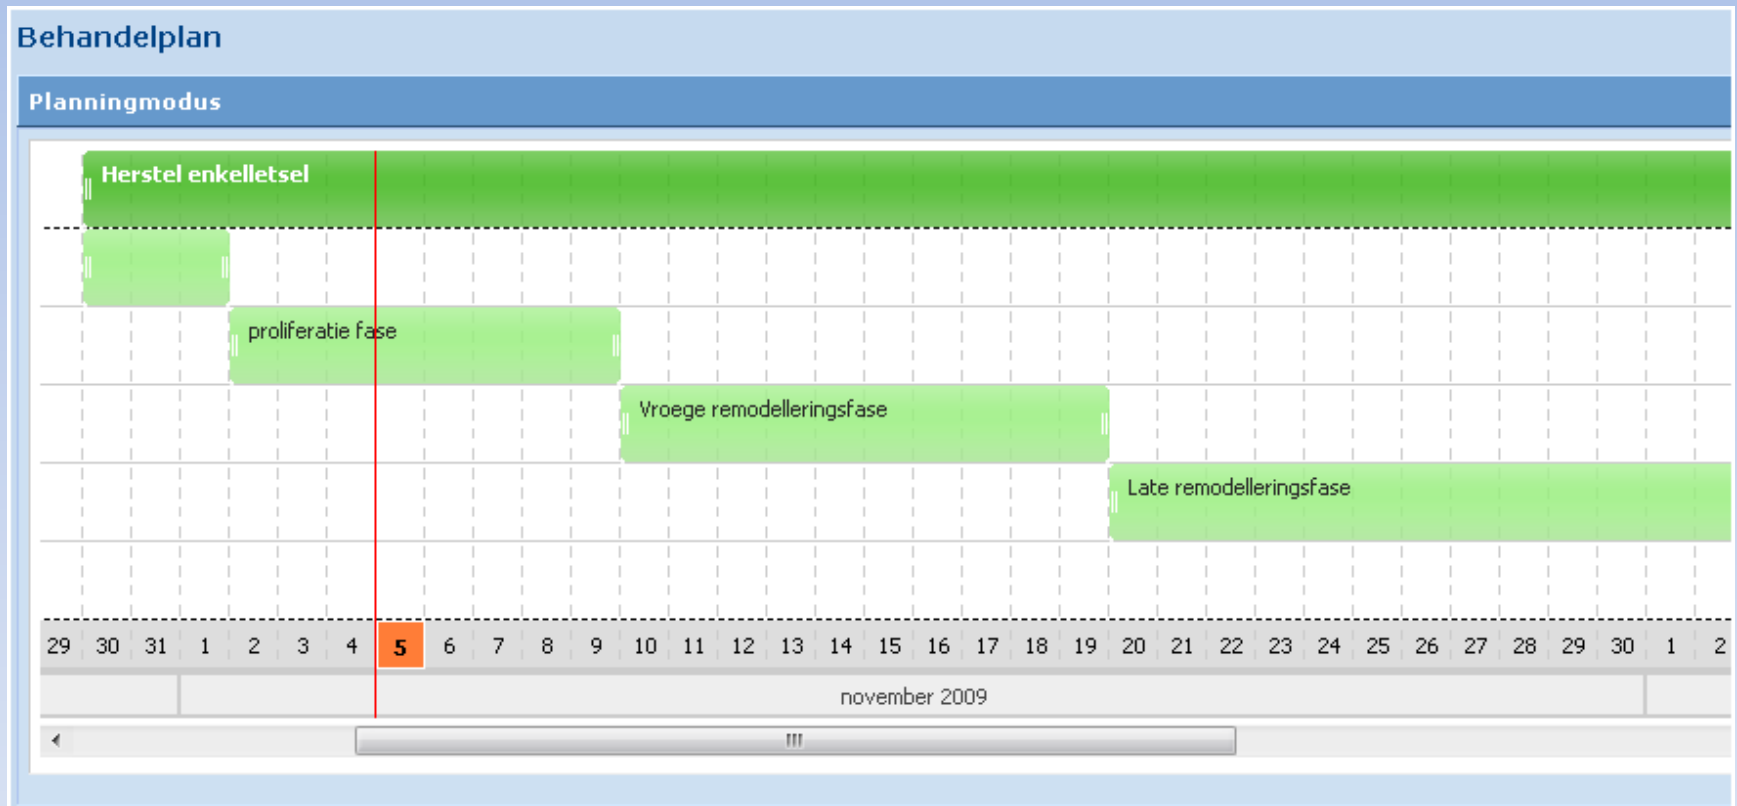 Behandelplan
Planningmodus
Herstel enkelletsel
proliferatie fase
Vroege remodelleringsfase
Late remodelleringsfase
29 30 31 1 2 3 4 5 6 7 8 9 10 11 12 13 14 15 16 17 18 19 20 21 22 23 24 25 26 27 28 29 30 1 2
november 2009